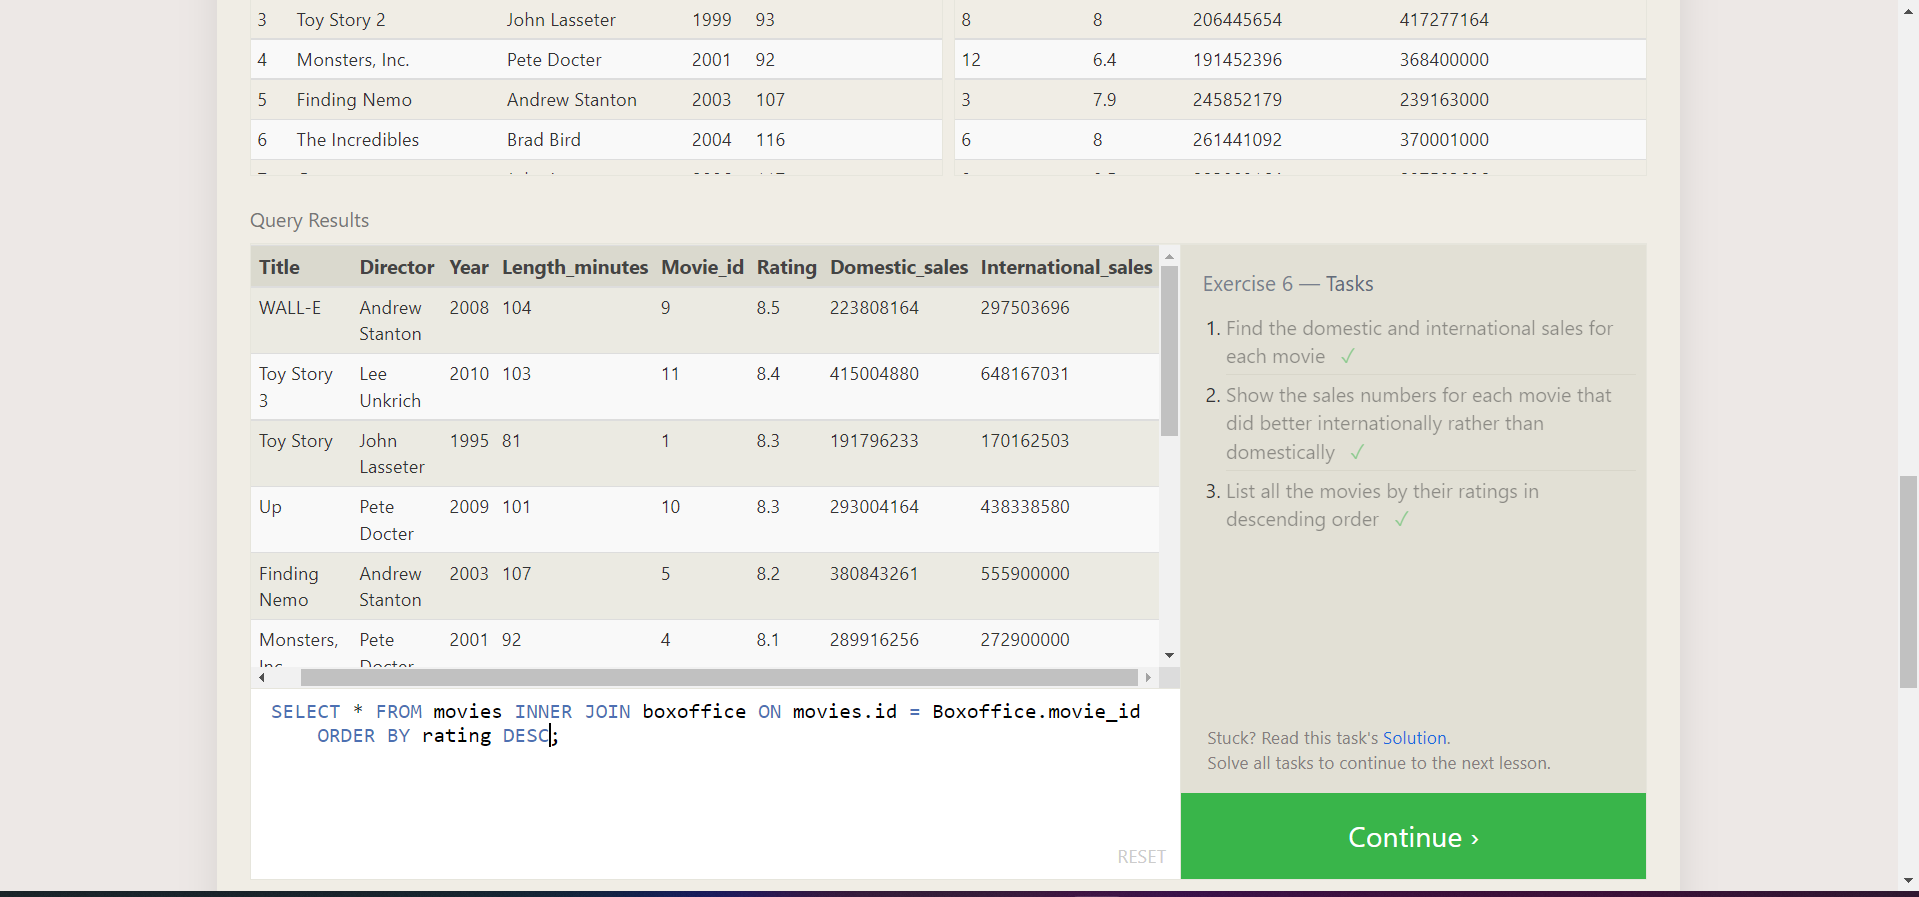 3 Toy Story 2 John Lasseter 1999 93 8 8 206445654 417277164
4 Monsters, Inc. Pete Docter 2001 92 12 6.4 191452396 368400000
5 Finding Nemo Andrew Stanton 2003 107 3 7.9 245852179 239163000
6 The Incredibles Brad Bird 2004 116 6 8 261441092 370001000
Query Results
Title Director Year Length_minutes Movie_id Rating Domestic_sales International_sales
WALL-E Andrew 2008 104 9 8.5 223808164 297503696
Stanton
Toy Story Lee 2010 103 11 8.4 415004880 648167031
3 Unkrich
Toy Story John 1995 81 1 8.3 191796233 170162503
Lasseter
Up Pete 2009 101 10 8.3 293004164 438338580
Docter
Finding Andrew 2003 107 5 8.2 380843261 555900000
Nemo Stanton
Monsters, Pete 2001 92 4 8.1 289916256 272900000
Inc. Docter
SELECT * FROM movies INNER JOIN boxoffice ON movies.id = Boxoffice.movie_id
ORDER BY rating DESC;
RESET
Exercise 6 — Tasks
1. Find the domestic and international sales for
each movie ✓
2. Show the sales numbers for each movie that
did better internationally rather than
domestically ✓
3. List all the movies by their ratings in
descending order ✓
Stuck? Read this task's Solution.
Solve all tasks to continue to the next lesson.
Continue ›